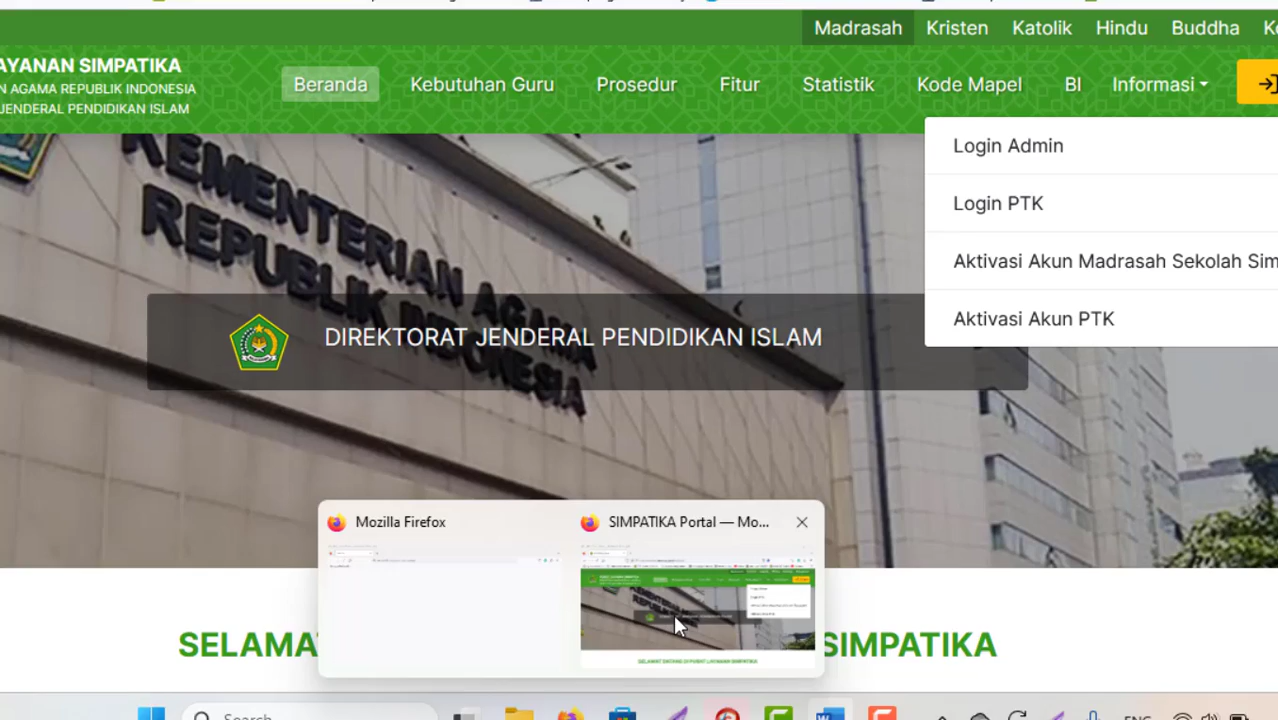 Madrasah Kristen Katolik Hindu Buddha
AYANAN SIMPATIKA
N AGAMA REPUBLIK INDONESIA
JENDERAL PENDIDIKAN ISLAM
Beranda Kebutuhan Guru Prosedur Fitur Statistik Kode Mapel BI Informasi
Login Admin
Login PTK
Aktivasi Akun Madrasah Sekolah Sim
Aktivasi Akun PTK
KEMENTERIAN AGAMA
REPUBLIK INDONESIA
DIREKTORAT JENDERAL PENDIDIKAN ISLAM
Mozilla Firefox
SIMPATIKA Portal — Mo...
SELAMA SIMPATIKA
Search
ENG